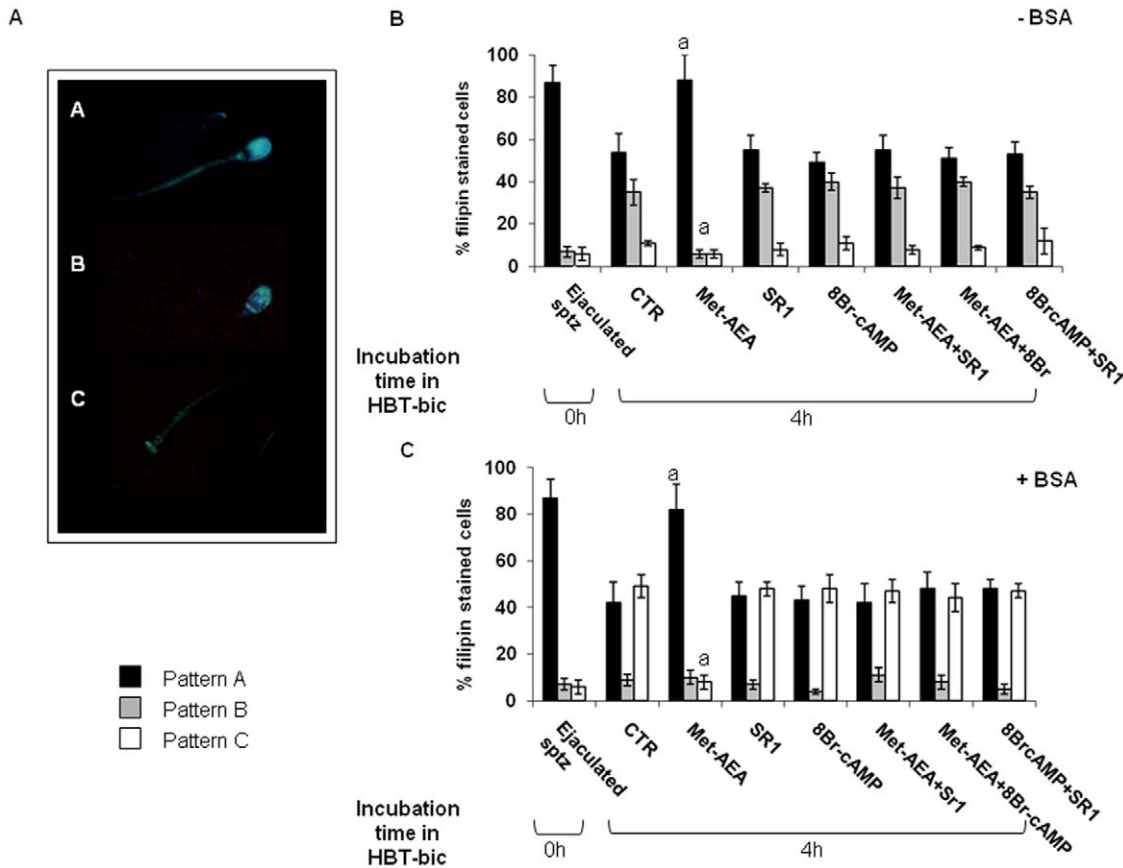 A
A
B
C
Pattern A
Pattern B
Pattern C
B
- BSA
% filipin stained cells
100
80
60
40
20
0
a
a
Ejaculated
sptz
CTR
Met-AEA
SR1
8Br-cAMP
Met-AEA+SR1
Met-AEA+8Br
8BrcAMP+SR1
Incubation
time in
HBT-bic
0h
4h
C
+ BSA
% filipin stained cells
100
80
60
40
20
0
a
a
Ejaculated
sptz
CTR
Met-AEA
SR1
8Br-cAMP
Met-AEA+Sr1
Met-AEA+8Br-cAMP
8BrcAMP+SR1
Incubation
time in
HBT-bic
0h
4h